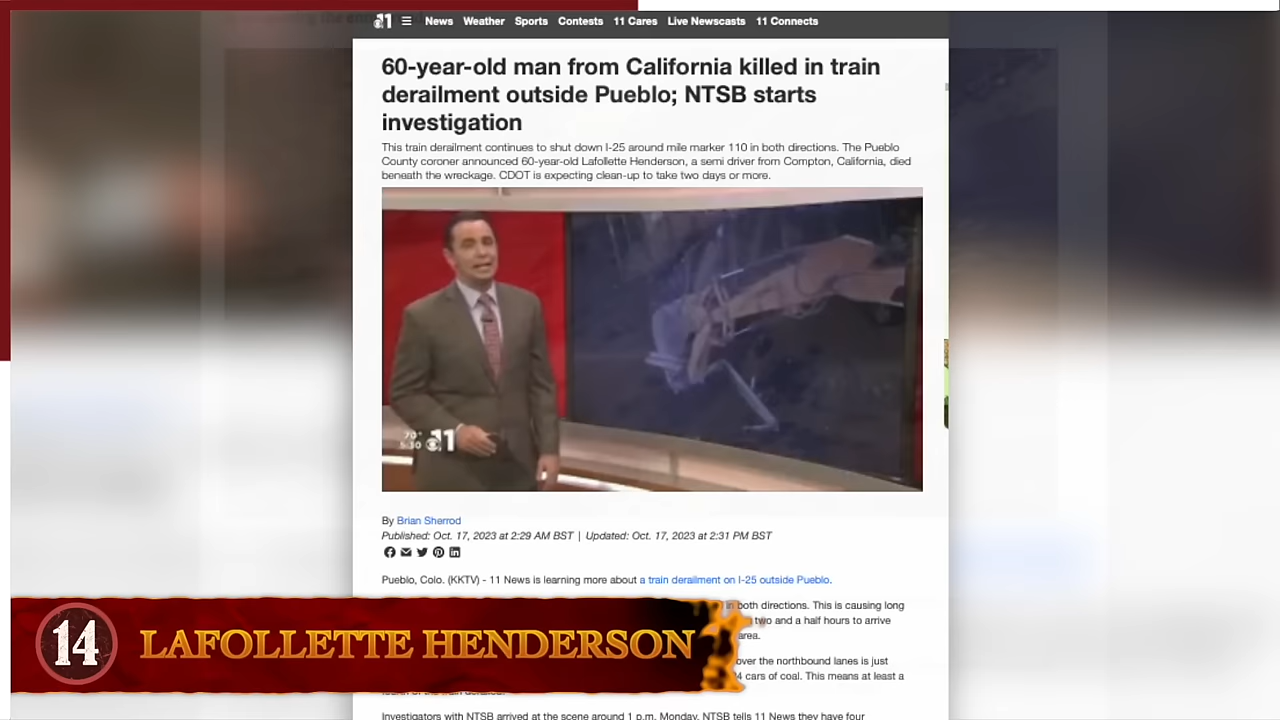 11 News Weather Sports Contests 11 Cares Live Newscasts 11 Connects
60-year-old man from California killed in train
derailment outside Pueblo; NTSB starts
investigation
This train derailment continues to shut down I-25 around mile marker 110 in both directions. The Pueblo
County coroner announced 60-year-old Lafollette Henderson, a semi driver from Compton, California, died
beneath the wreckage. CDOT is expecting clean-up to take two days or more.
70°
5:30 11
By Brian Sherrod
Published: Oct. 17, 2023 at 2:29 AM BST | Updated: Oct. 17, 2023 at 2:31 PM BST
Pueblo, Colo. (KKTV) - 11 News is learning more about a train derailment on I-25 outside Pueblo.
in both directions. This is causing long
two and a half hours to arrive
area.
over the northbound lanes is just
4 cars of coal. This means at least a
14 LAFOLLETTE HENDERSON
Investigators with NTSB arrived at the scene around 1 p.m. Monday. NTSB tells 11 News they have four